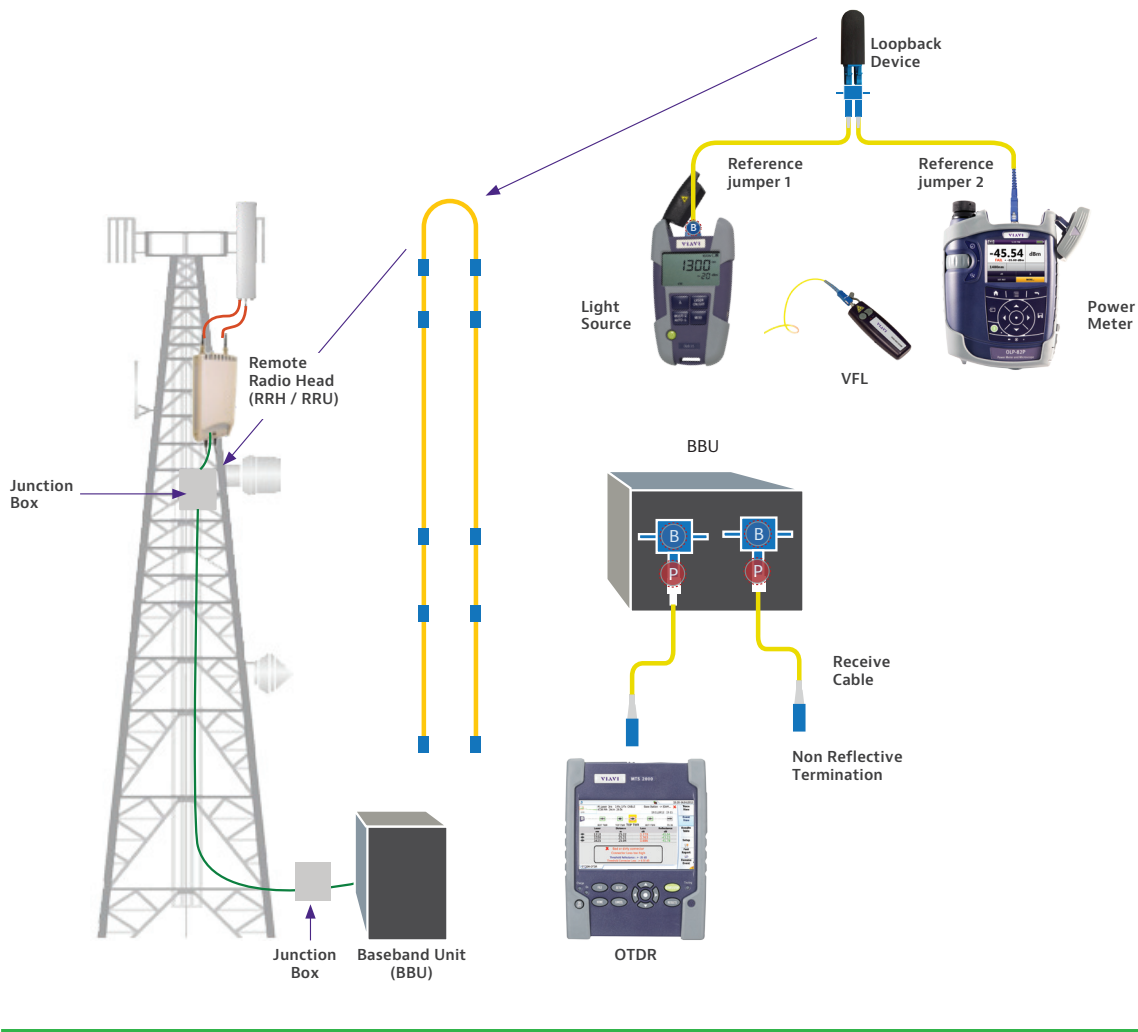 Loopback
Device
Reference
jumper 1
Reference
jumper 2
B
VIAVI
1300
-20
VIAVI
-45.54 dBm
OLP-82P
Light
Source
VFL
Power
Meter
Remote
Radio Head
(RRH / RRU)
Junction
Box
BBU
B
B
P
P
Receive
Cable
Non Reflective
Termination
VIAVI
MTS 2000
OTDR
Junction
Box
Baseband Unit
(BBU)